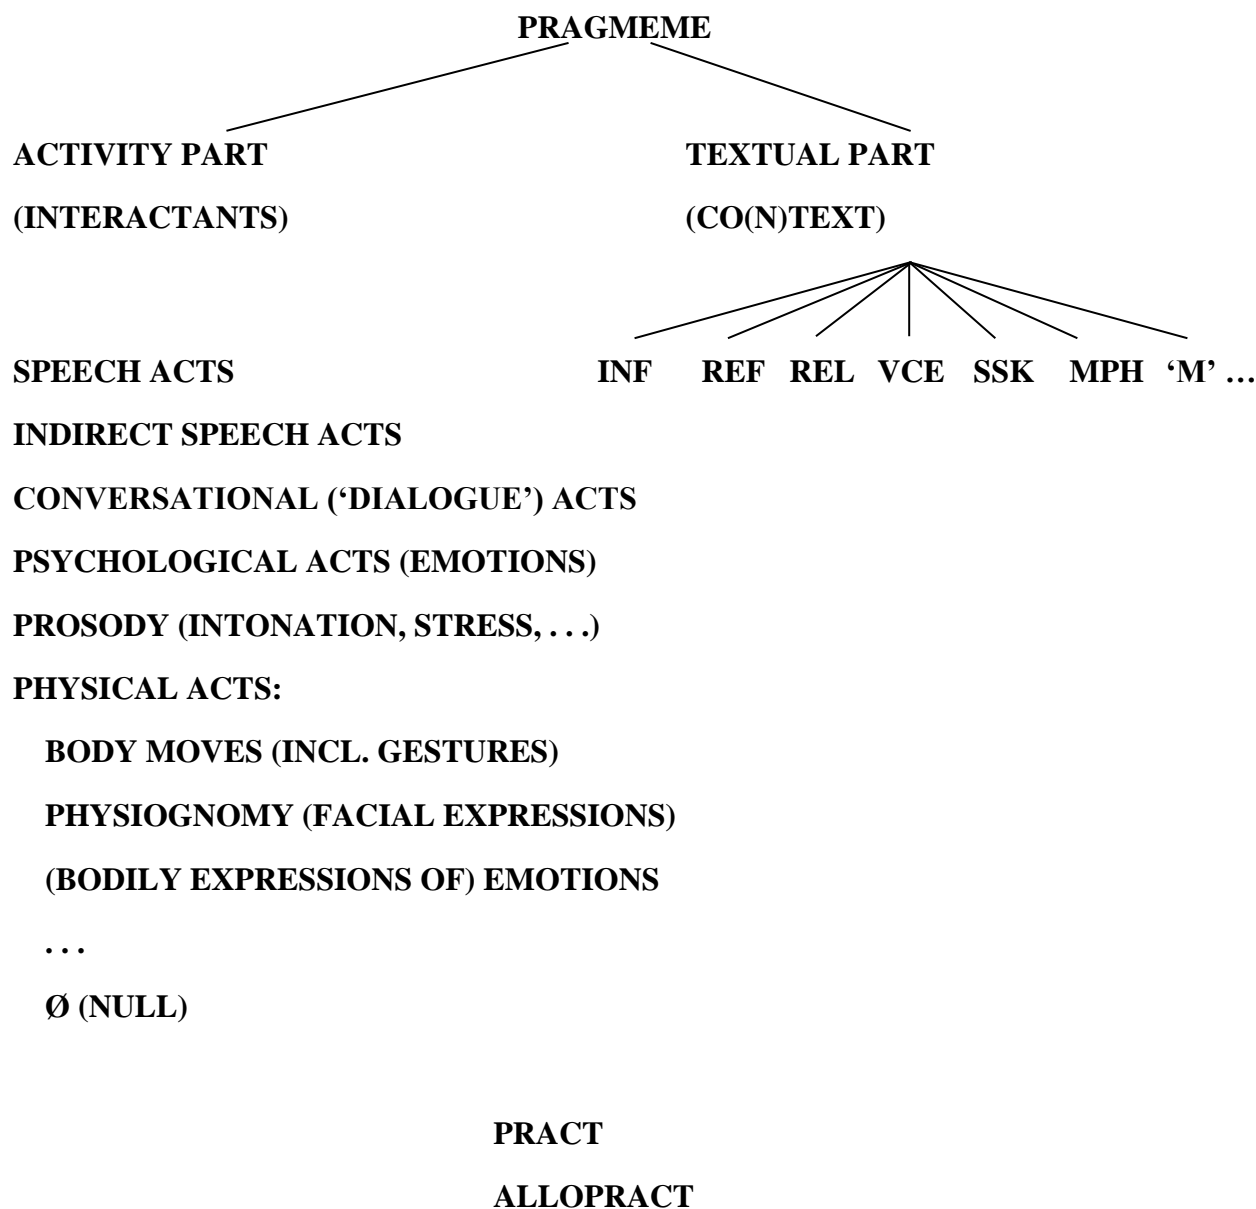 PRAGMEME
ACTIVITY PART TEXTUAL PART
(INTERACTANTS) (CO(N)TEXT)
SPEECH ACTS INF REF REL VCE SSK MPH ‘M’ …
INDIRECT SPEECH ACTS
CONVERSATIONAL (‘DIALOGUE’) ACTS
PSYCHOLOGICAL ACTS (EMOTIONS)
PROSODY (INTONATION, STRESS, . . .)
PHYSICAL ACTS:
BODY MOVES (INCL. GESTURES)
PHYSIOGNOMY (FACIAL EXPRESSIONS)
(BODILY EXPRESSIONS OF) EMOTIONS
. . .
Ø (NULL)
PRACT
ALLOPRACT